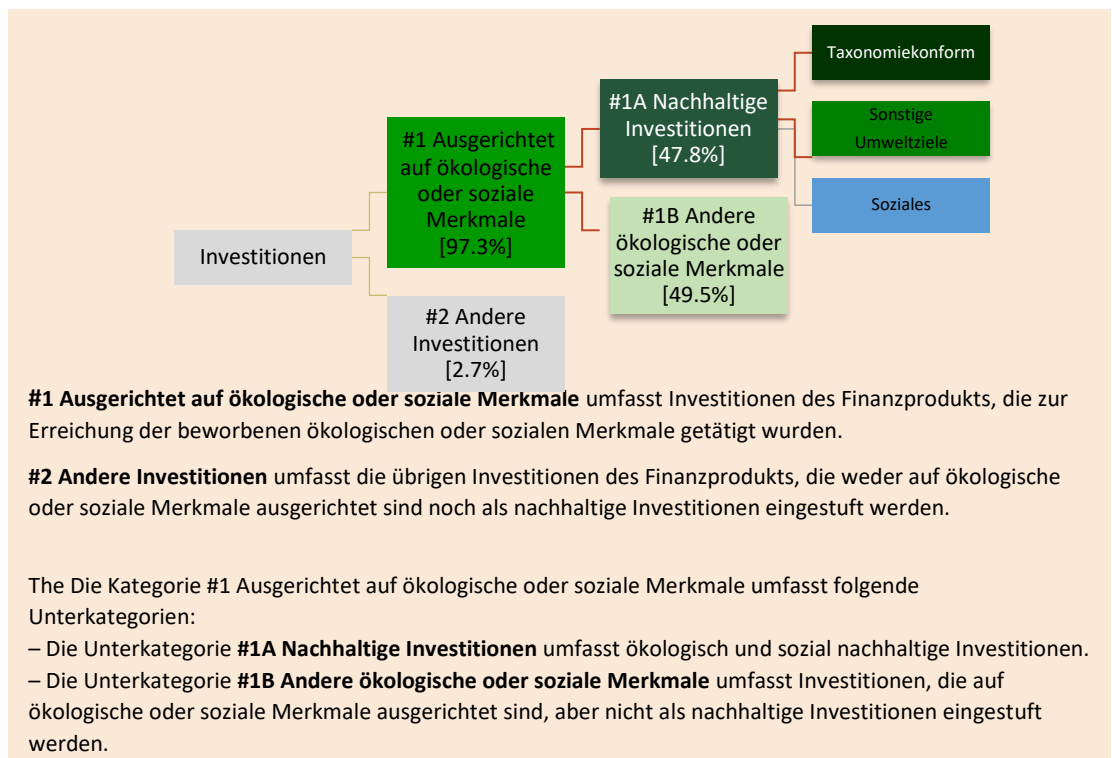 Taxonomiekonform
#1A Nachhaltige
Investitionen
[47.8%]
Sonstige
Umweltziele
#1 Ausgerichtet
auf ökologische
oder soziale
Merkmale
[97.3%]
Soziales
#1B Andere
ökologische oder
soziale Merkmale
[49.5%]
Investitionen
#2 Andere
Investitionen
[2.7%]
#1 Ausgerichtet auf ökologische oder soziale Merkmale umfasst Investitionen des Finanzprodukts, die zur
Erreichung der beworbenen ökologischen oder sozialen Merkmale getätigt wurden.
#2 Andere Investitionen umfasst die übrigen Investitionen des Finanzprodukts, die weder auf ökologische
oder soziale Merkmale ausgerichtet sind noch als nachhaltige Investitionen eingestuft werden.
The Die Kategorie #1 Ausgerichtet auf ökologische oder soziale Merkmale umfasst folgende
Unterkategorien:
– Die Unterkategorie #1A Nachhaltige Investitionen umfasst ökologisch und sozial nachhaltige Investitionen.
– Die Unterkategorie #1B Andere ökologische oder soziale Merkmale umfasst Investitionen, die auf
ökologische oder soziale Merkmale ausgerichtet sind, aber nicht als nachhaltige Investitionen eingestuft
werden.